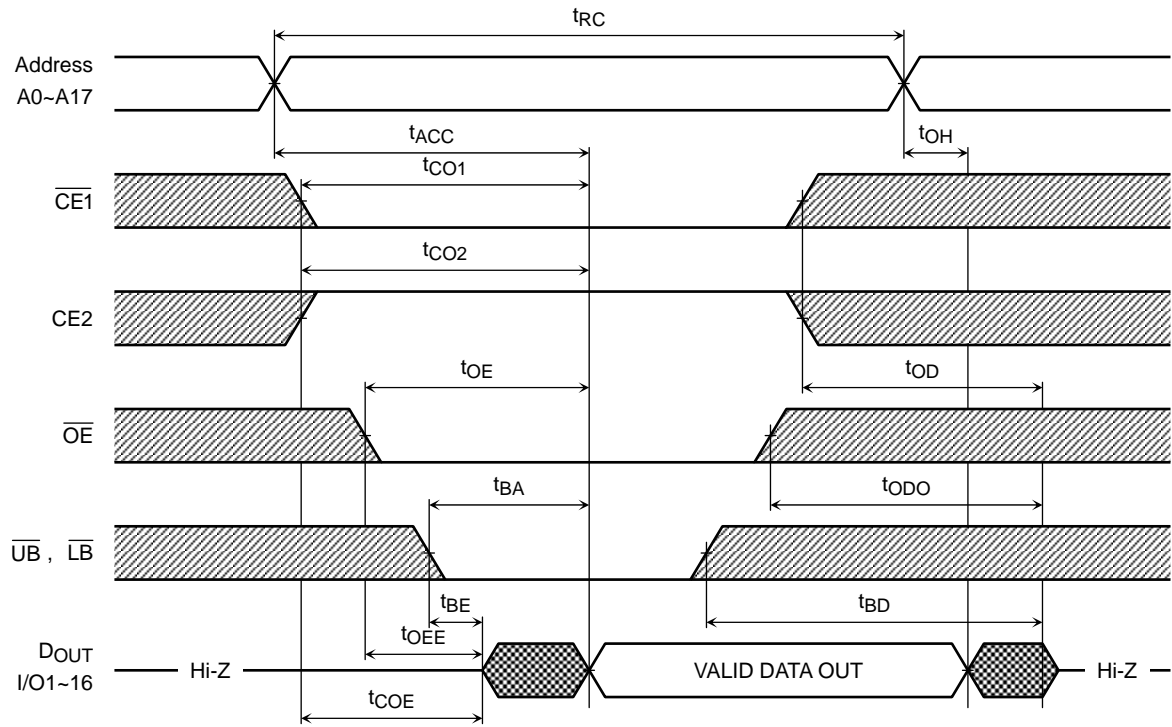 tRC
Address
A0~A17
tACC
tOH
tCO1
CE1
tCO2
CE2
tOE
tOD
OE
tBA
tODO
UB , LB
tBE
tBD
tOEE
DOUT
I/O1~16
Hi-Z
VALID DATA OUT
Hi-Z
tCOE